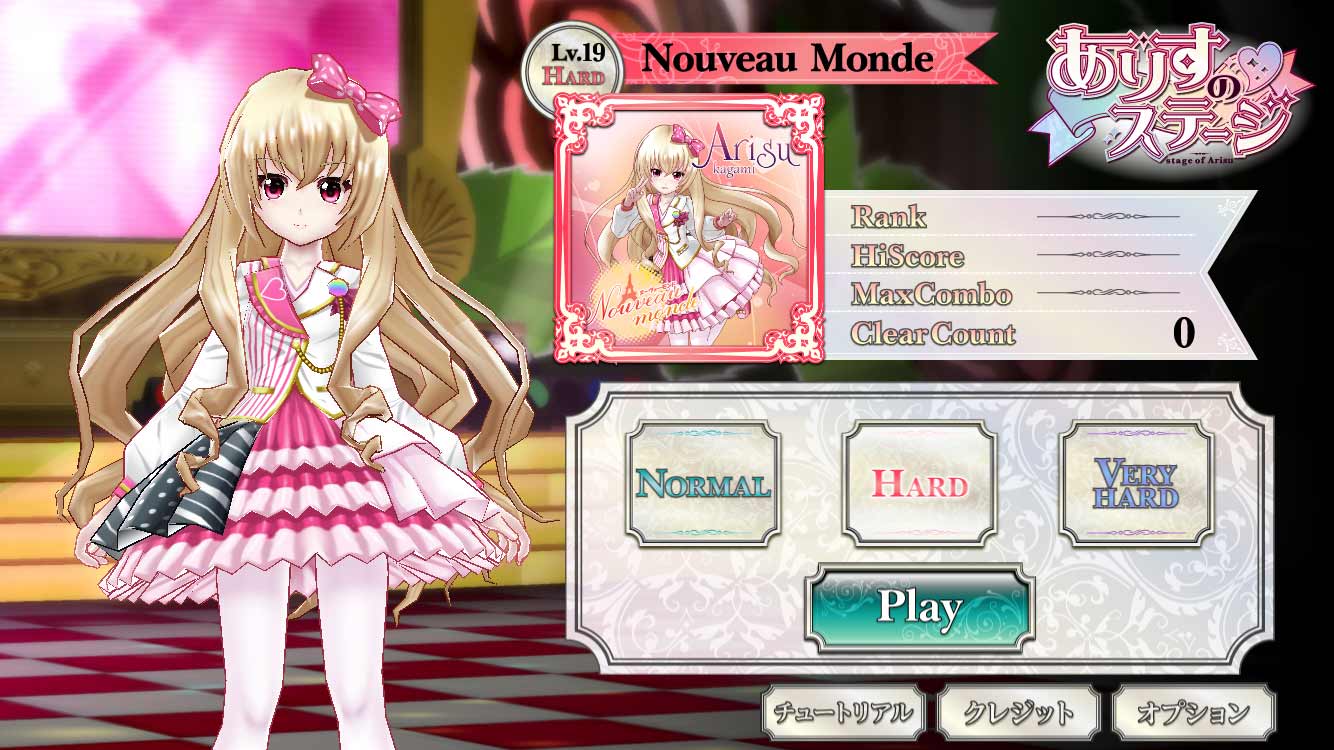 Lv.19
HARD
Nouveau Monde
ありすの
ステージ
stage of Arisu
Arisu
kagami
Nouveau
monde
Rank
HiScore
MaxCombo
ClearCount 0
NORMAL
HARD
VERY
HARD
Play
チュートリアル
クレジット
オプション